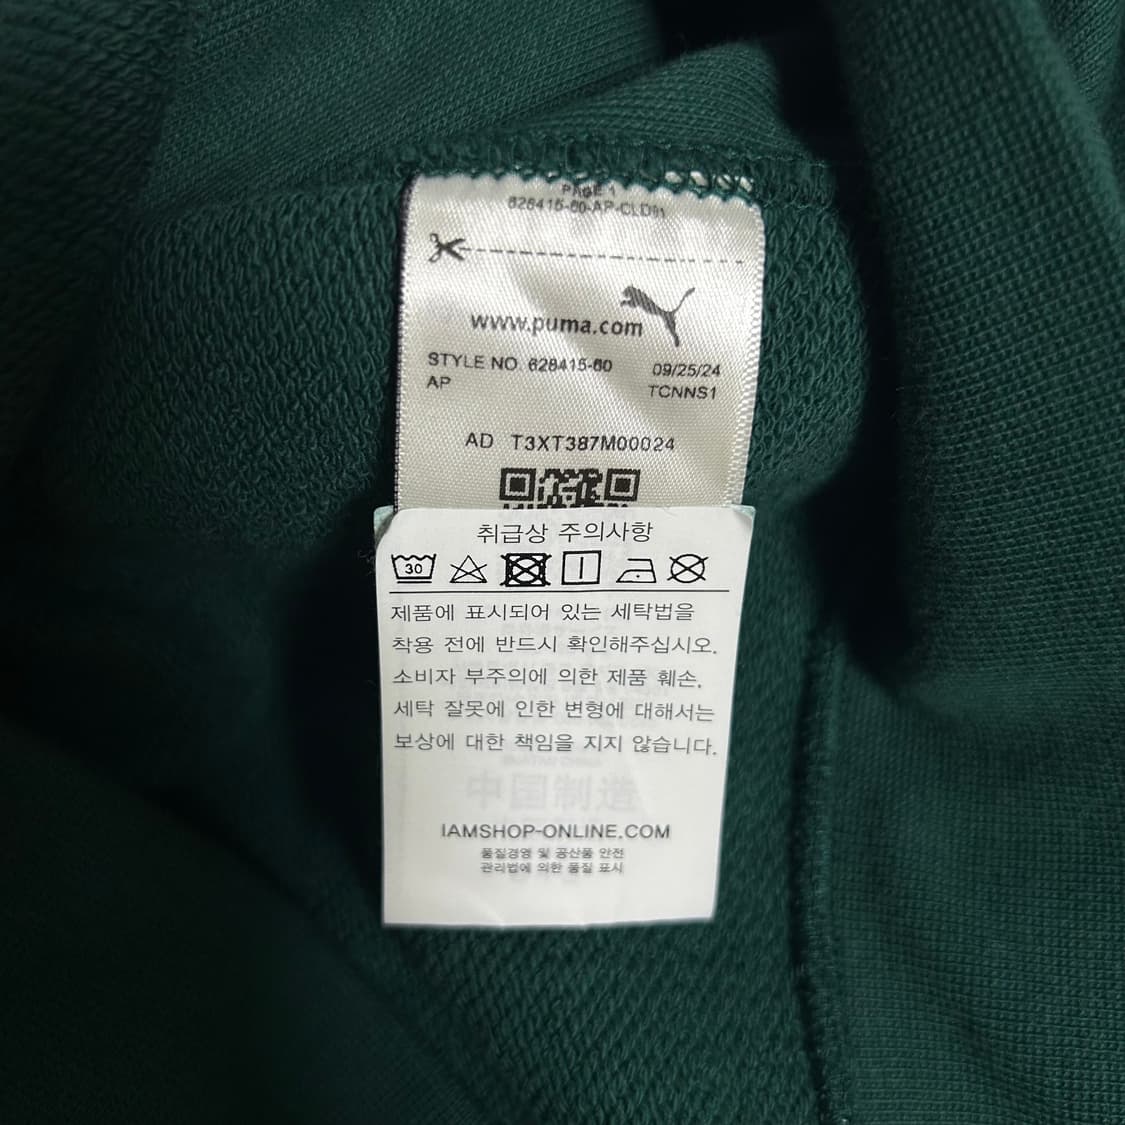 PAGE 1
628415-60-AP-CLD91
www.puma.com
STYLE NO. 628415-60 09/25/24
AP TCNNS1
AD T3XT387M00024
취급상 주의사항
30
제품에 표시되어 있는 세탁법을
착용 전에 반드시 확인해주십시오.
소비자 부주의에 의한 제품 훼손,
세탁 잘못에 인한 변형에 대해서는
보상에 대한 책임을 지지 않습니다.
中国制造
IAMSHOP-ONLINE.COM
품질경영 및 공산품 안전
관리법에 의한 품질 표시